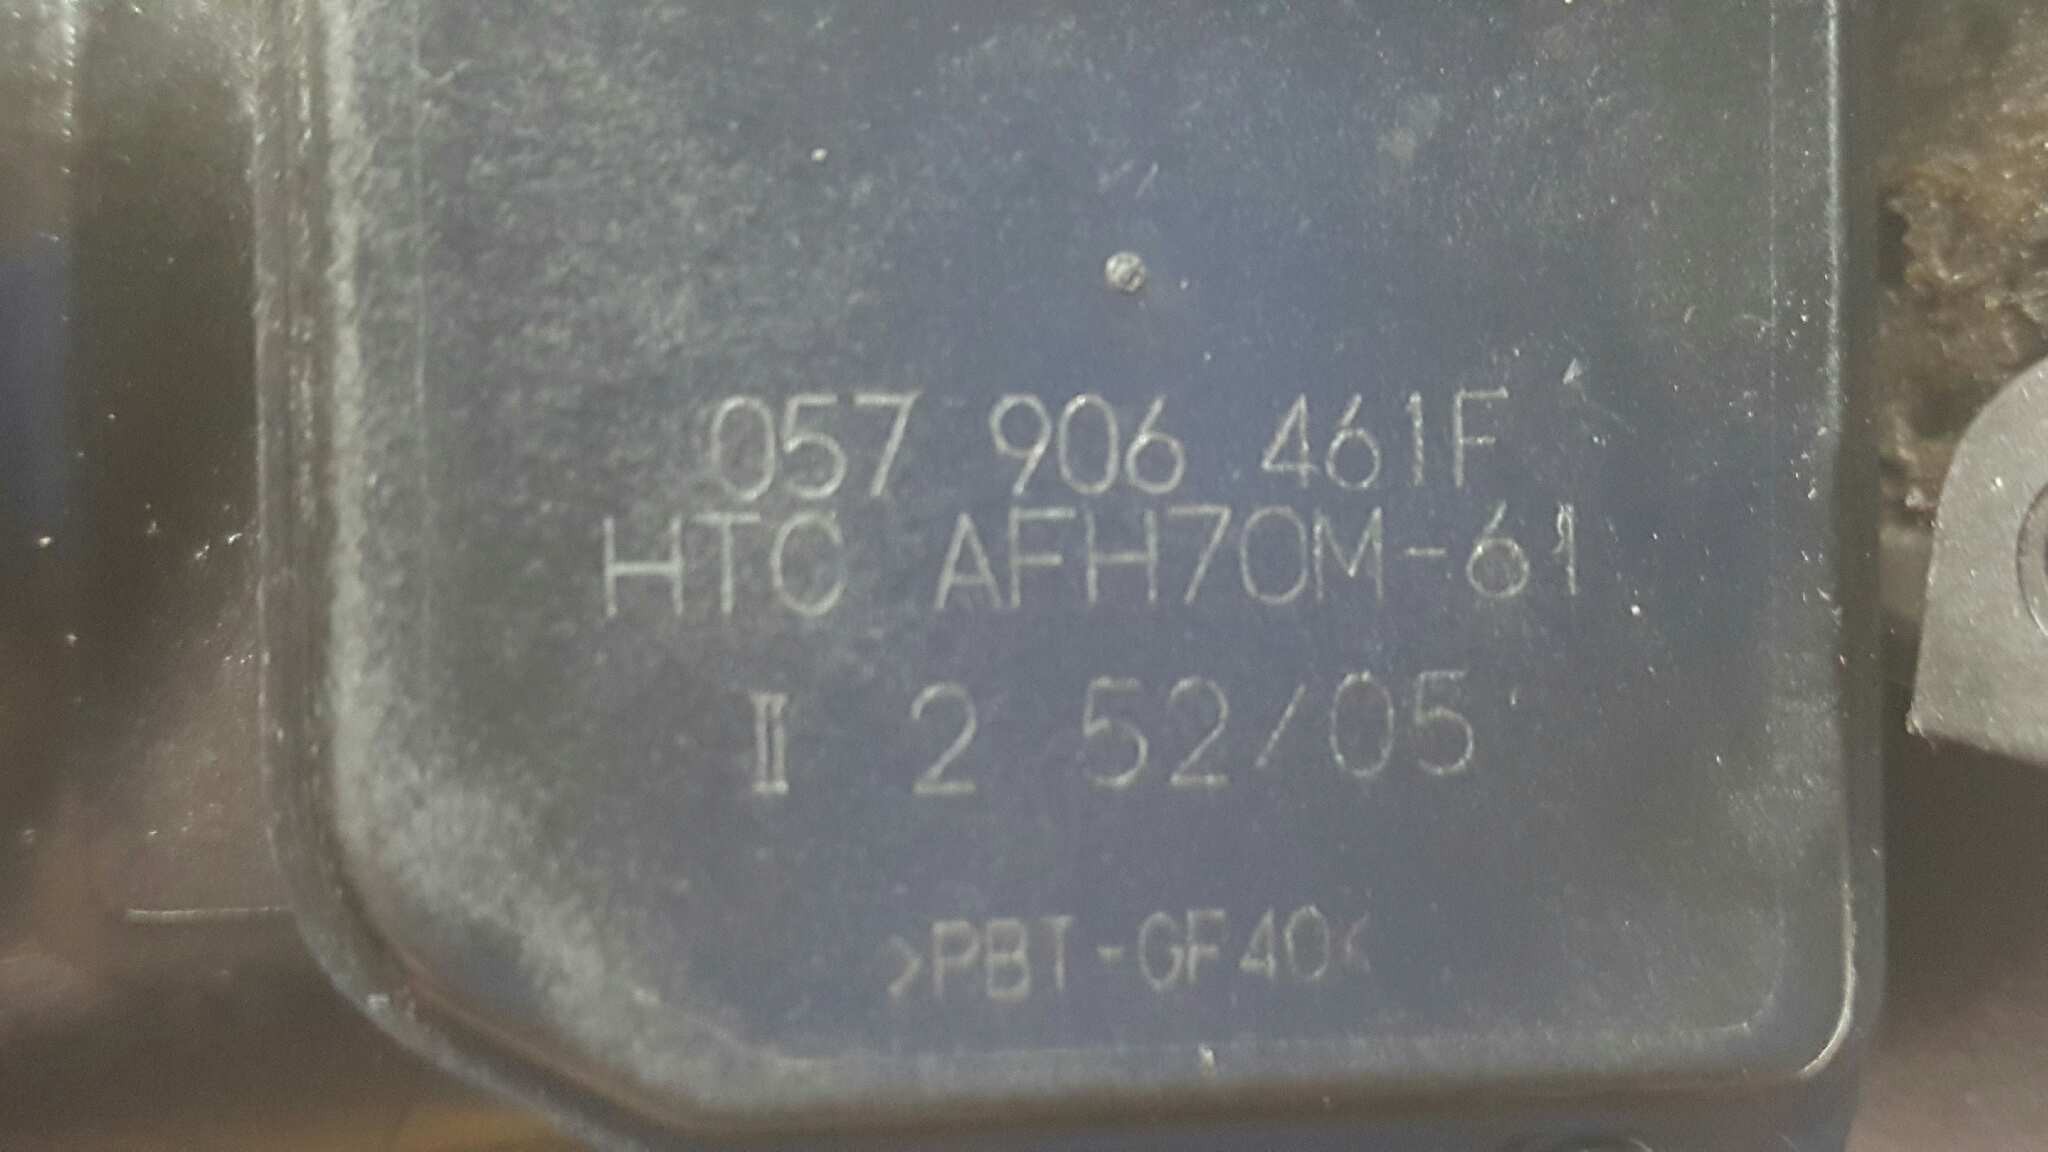 057 906 461F
HTC AFH70M-61
II 2 52/05
>PBT-GF40<